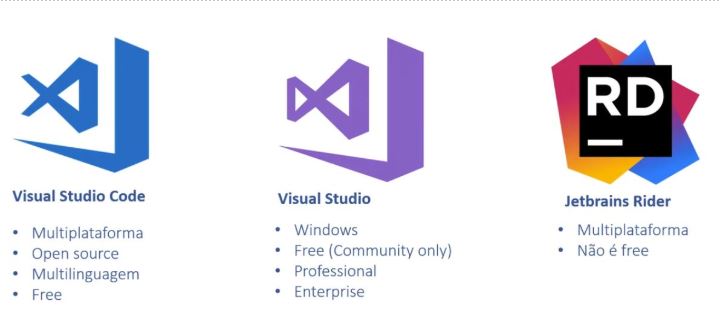 RD
Visual Studio Code
• Multiplataforma
• Open source
• Multilinguagem
• Free
Visual Studio
• Windows
• Free (Community only)
• Professional
• Enterprise
Jetbrains Rider
• Multiplataforma
• Não é free